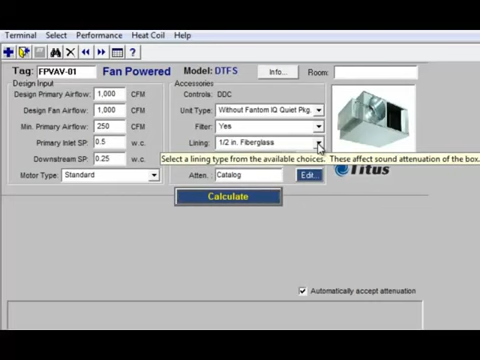 Terminal Select Performance Heat Coil Help
Tag: FPVAV-01 Fan Powered Model: DTFS Info... Room:
Design Input
Design Primary Airflow: 1,000 CFM
Design Fan Airflow: 1,000 CFM
Min. Primary Airflow: 250 CFM
Primary Inlet SP: 0.5 w.c.
Downstream SP: 0.25 w.c.
Motor Type: Standard
Accessories
Controls: DDC
Unit Type: Without Fantom IQ Quiet Pkg.
Filter: Yes
Lining: 1/2 in. Fiberglass
Select a lining type from the available choices. These affect sound attenuation of the box.
Atten.: Catalog Edit...
Titus
Calculate
Automatically accept attenuation